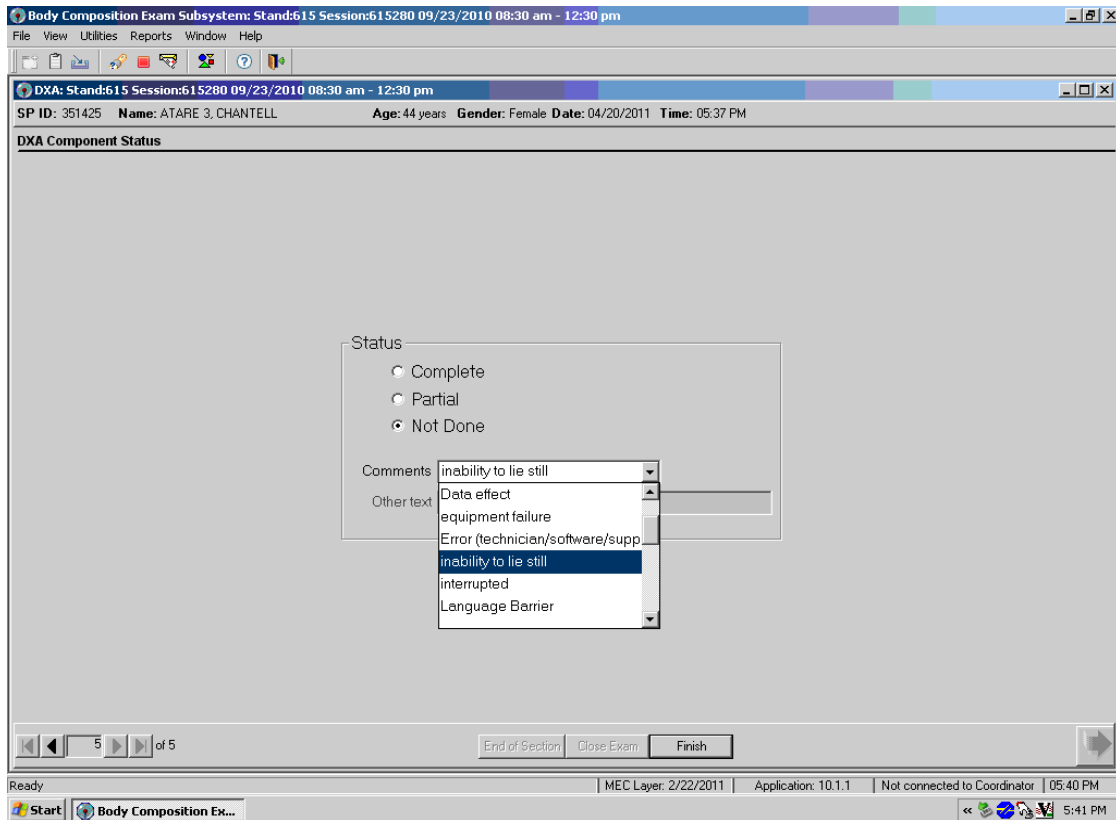 Body Composition Exam Subsystem: Stand:615 Session:615280 09/23/2010 08:30 am - 12:30 pm
File View Utilities Reports Window Help
DXA: Stand:615 Session:615280 09/23/2010 08:30 am - 12:30 pm
SP ID: 351425 Name: ATARE 3, CHANTELL Age: 44 years Gender: Female Date: 04/20/2011 Time: 05:37 PM
DXA Component Status
Status
Complete
Partial
Not Done
Comments inability to lie still
Other text
Data effect
equipment failure
Error (technician/software/supp
inability to lie still
interrupted
Language Barrier
5 of 5 End of Section Close Exam Finish
Ready MEC Layer: 2/22/2011 Application: 10.1.1 Not connected to Coordinator 05:40 PM
Start Body Composition Ex... « 5:41 PM